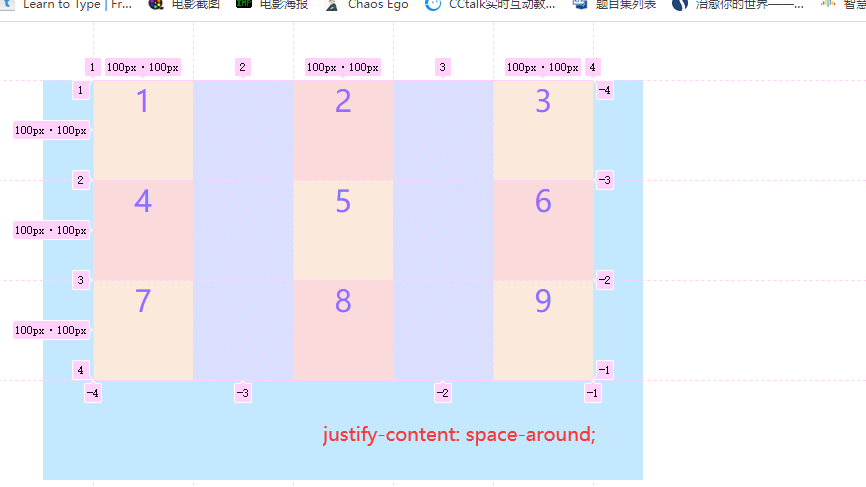 Learn to Type | Fr... 电影截图 电影海报 Chaos Ego CCtalk实时互动教... 题目集列表 治愈你的世界——... 智慧
1 100px·100px 2 100px·100px 3 100px·100px 4
1 1 2 3 -4
100px·100px
2 4 5 6 -3
100px·100px
3 7 8 9 -2
100px·100px
4 -1
-4 -3 -2 -1
justify-content: space-around;